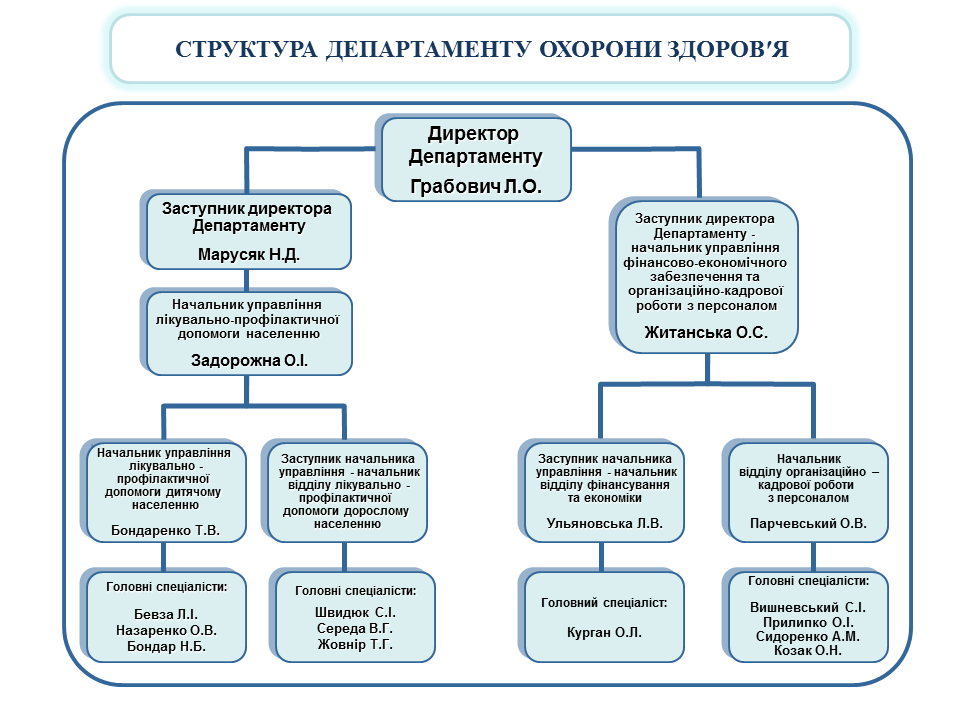 СТРУКТУРА ДЕПАРТАМЕНТУ ОХОРОНИ ЗДОРОВ′Я
Директор
Департаменту
Грабович Л.О.
Заступник директора
Департаменту
Марусяк Н.Д.
Начальник управління
лікувально-профілактичної
допомоги населенню
Задорожна О.І.
Начальник управління
лікувально -
профілактичної
допомоги дитячому
населенню
Бондаренко Т.В.
Головні спеціалісти:
Бевза Л.І.
Назаренко О.В.
Бондар Н.Б.
Заступник начальника
управління - начальник
відділу лікувально -
профілактичної
допомоги дорослому
населенню
Головні спеціалісти:
Швидюк С.І.
Середа В.Г.
Жовнір Т.Г.
Заступник директора
Департаменту -
начальник управління
фінансово-економічного
забезпечення та
організаційно-кадрової
роботи з персоналом
Житанська О.С.
Заступник начальника
управління - начальник
відділу фінансування
та економіки
Ульяновська Л.В.
Головний спеціаліст:
Курган О.Л.
Начальник
відділу організаційно –
кадрової роботи
з персоналом
Парчевський О.В.
Головні спеціалісти:
Вишневський С.І.
Прилипко О.І.
Сидоренко А.М.
Козак О.Н.